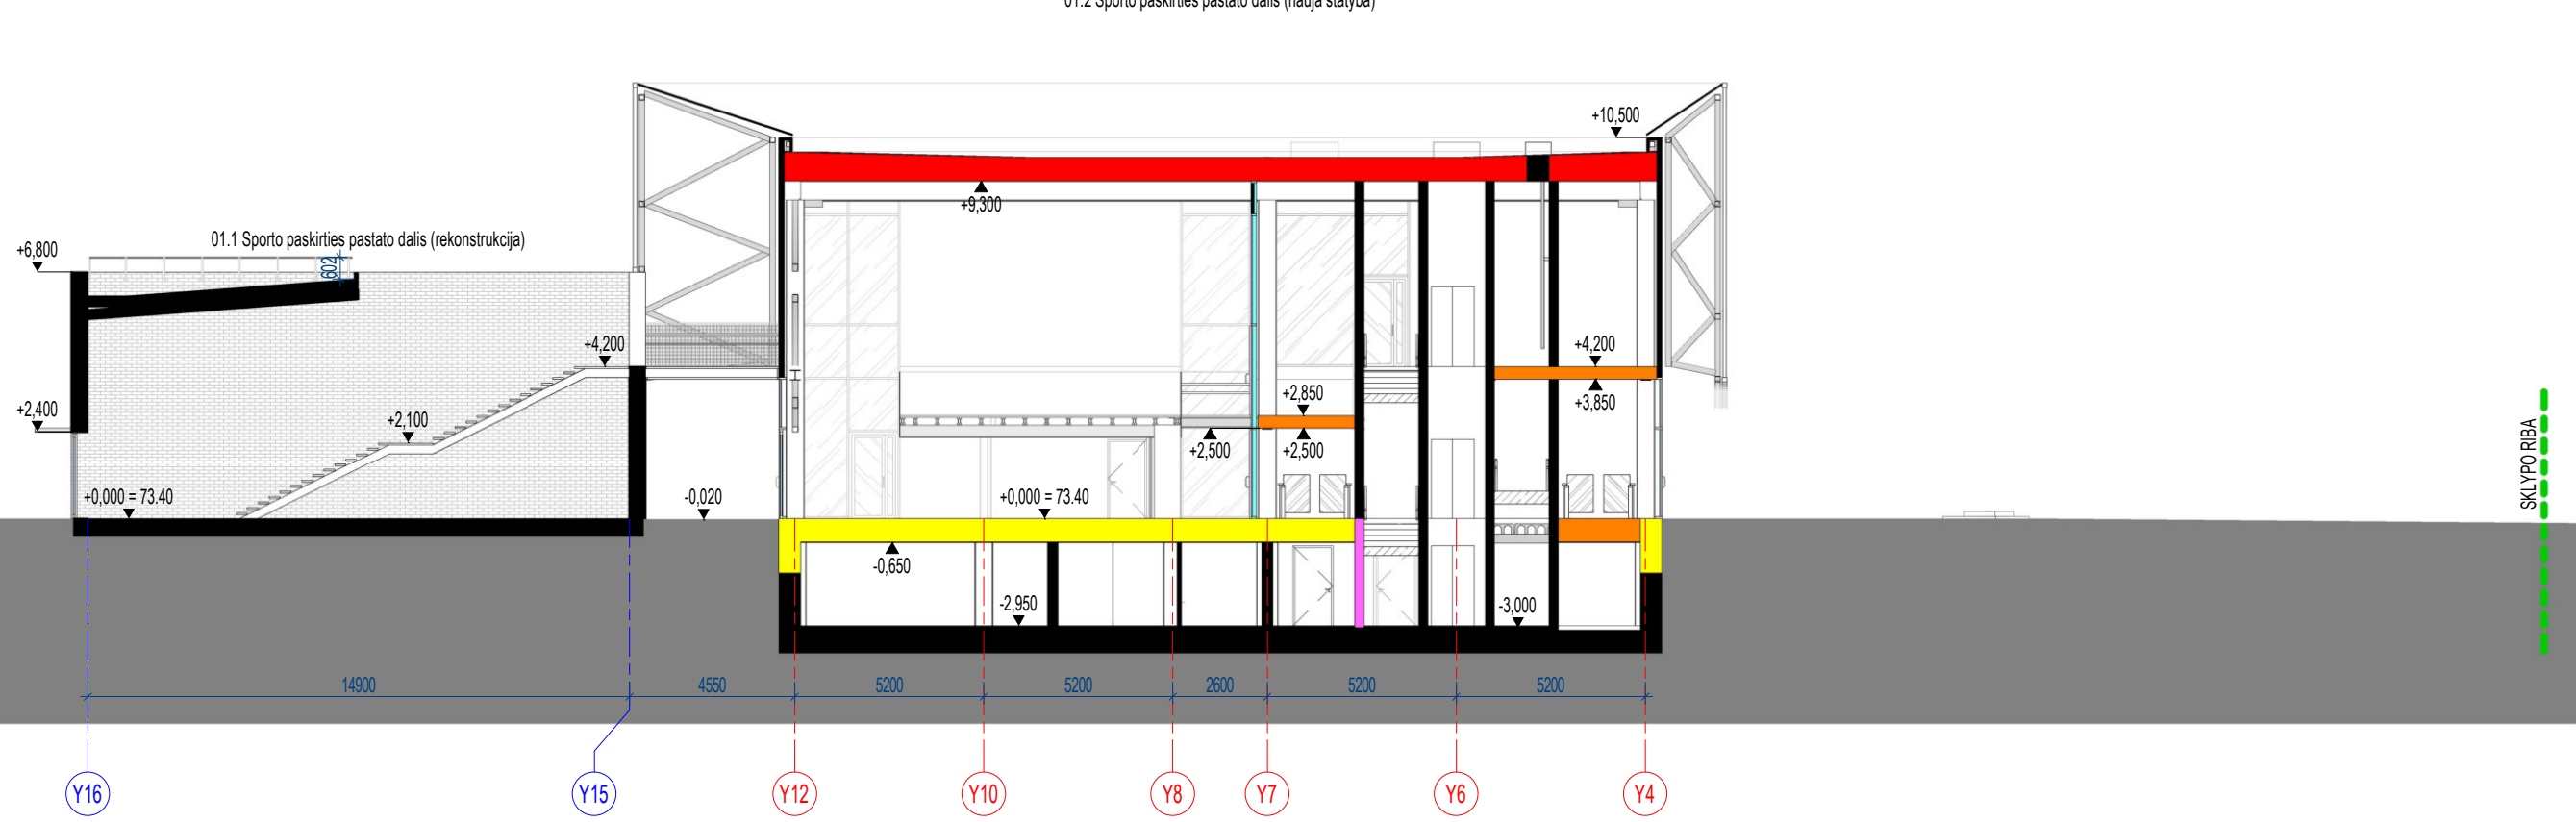 01.2 Sporto paskirties pastato dalis (nauja statyba)
+10,500
+9,300
01.1 Sporto paskirties pastato dalis (rekonstrukcija)
+6,800
602
+4,200
+4,200
+2,850
+3,850
+2,400
+2,100
+2,500
+2,500
SKLYPO RIBA
+0,000 = 73.40
-0,020
+0,000 = 73.40
-0,650
-2,950
-3,000
14900
4550
5200
5200
2600
5200
5200
Y16
Y15
Y12
Y10
Y8
Y7
Y6
Y4